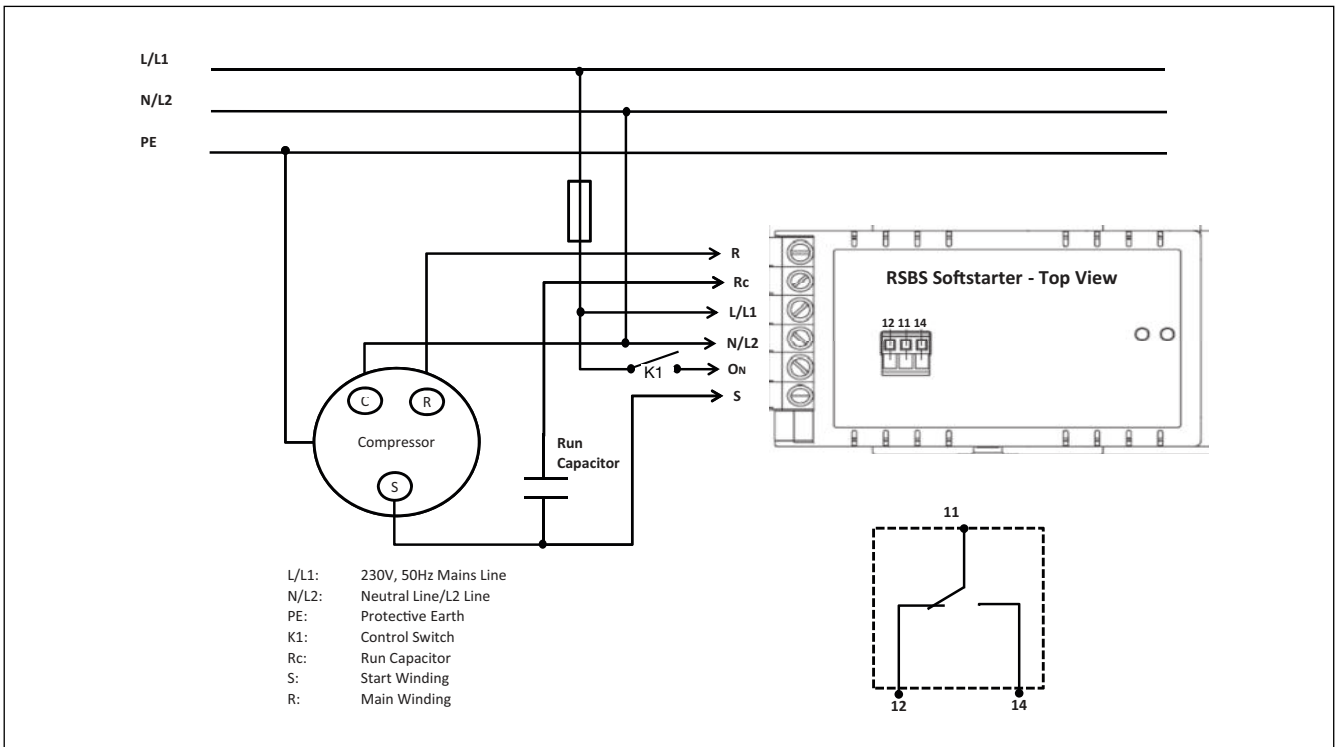 L/L1
N/L2
PE
R
Rc
L/L1
N/L2
K1
ON
S
RSBS Softstarter - Top View
12 11 14
C
R
Compressor
S
Run
Capacitor
11
12
14
L/L1: 230V, 50Hz Mains Line
N/L2: Neutral Line/L2 Line
PE: Protective Earth
K1: Control Switch
Rc: Run Capacitor
S: Start Winding
R: Main Winding